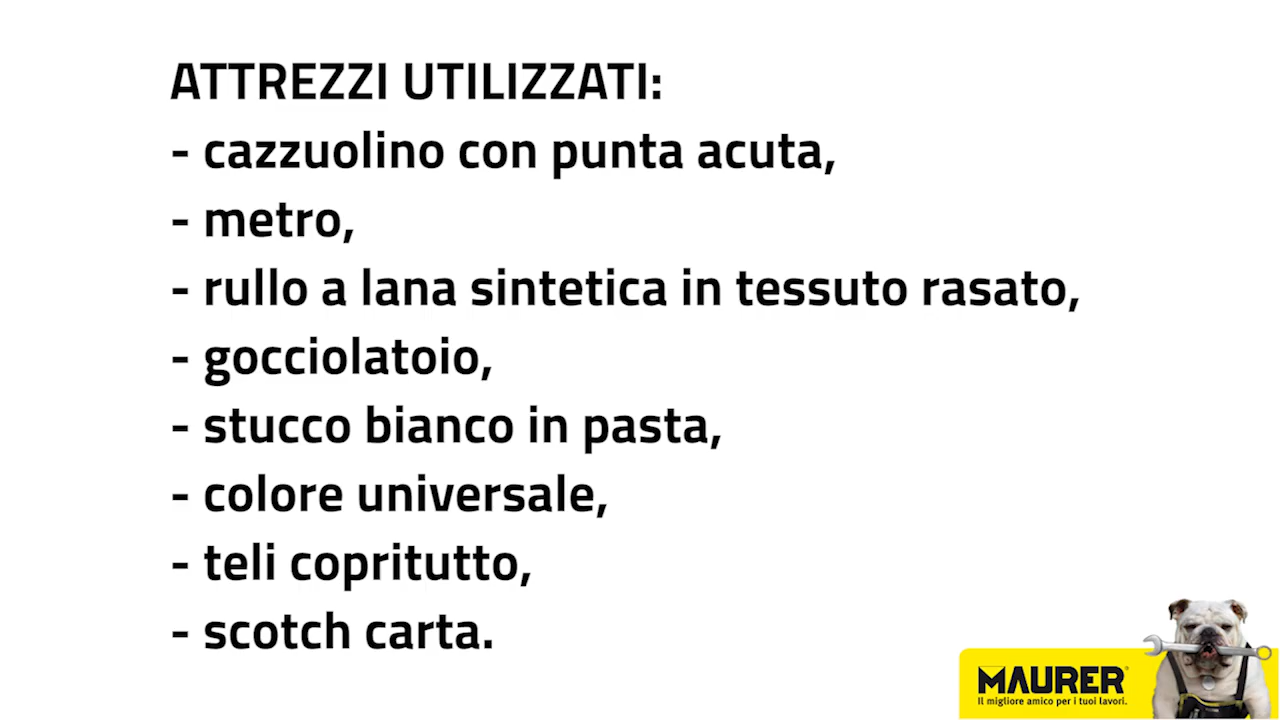 ATTREZZI UTILIZZATI:
- cazzuolino con punta acuta,
- metro,
- rullo a lana sintetica in tessuto rasato,
- gocciolatoio,
- stucco bianco in pasta,
- colore universale,
- teli copritutto,
- scotch carta.
MAURER®
Il migliore amico per i tuoi lavori.